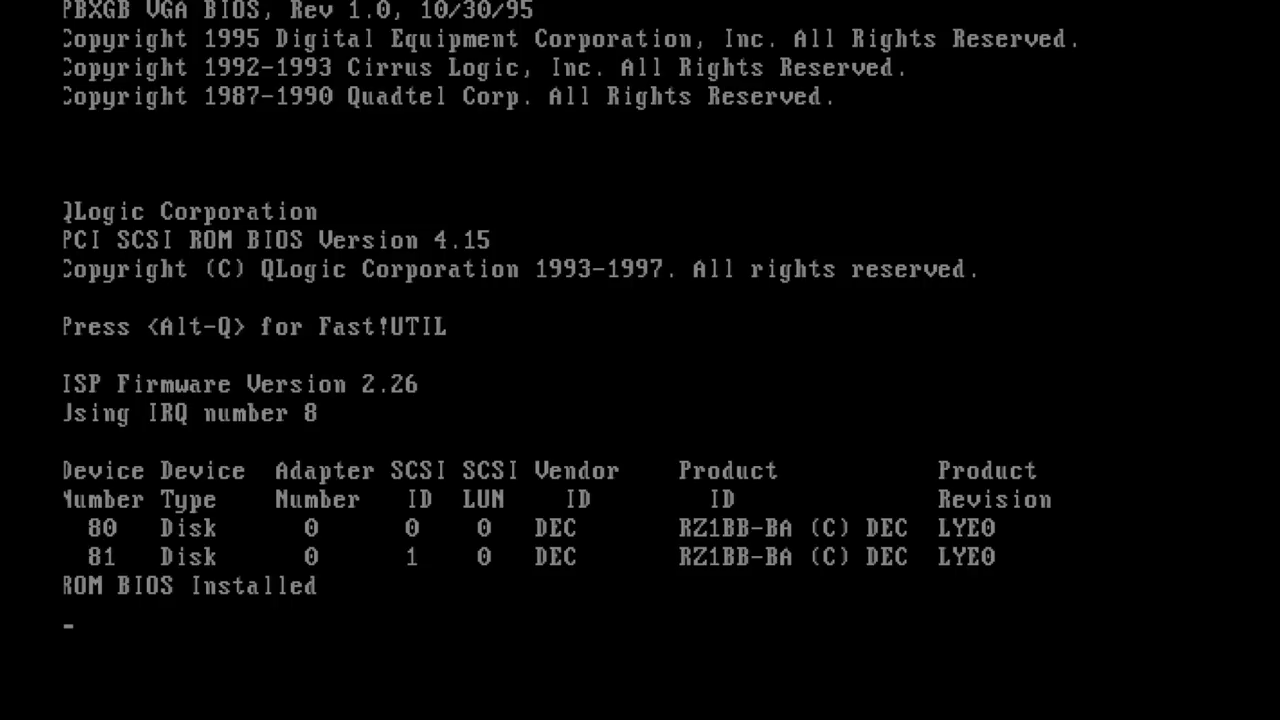 PBXGB VGA BIOS, Rev 1.0, 10/30/95
Copyright 1995 Digital Equipment Corporation, Inc. All Rights Reserved.
Copyright 1992-1993 Cirrus Logic, Inc. All Rights Reserved.
Copyright 1987-1990 Quadtel Corp. All Rights Reserved.
QLogic Corporation
PCI SCSI ROM BIOS Version 4.15
Copyright (C) QLogic Corporation 1993-1997. All rights reserved.
Press <Alt-Q> for Fast!UTIL
ISP Firmware Version 2.26
Using IRQ number 8
Device Device Adapter SCSI SCSI Vendor Product Product
Number Type Number ID LUN ID ID Revision
80 Disk 0 0 0 DEC RZ1BB-BA (C) DEC LYE0
81 Disk 0 1 0 DEC RZ1BB-BA (C) DEC LYE0
ROM BIOS Installed